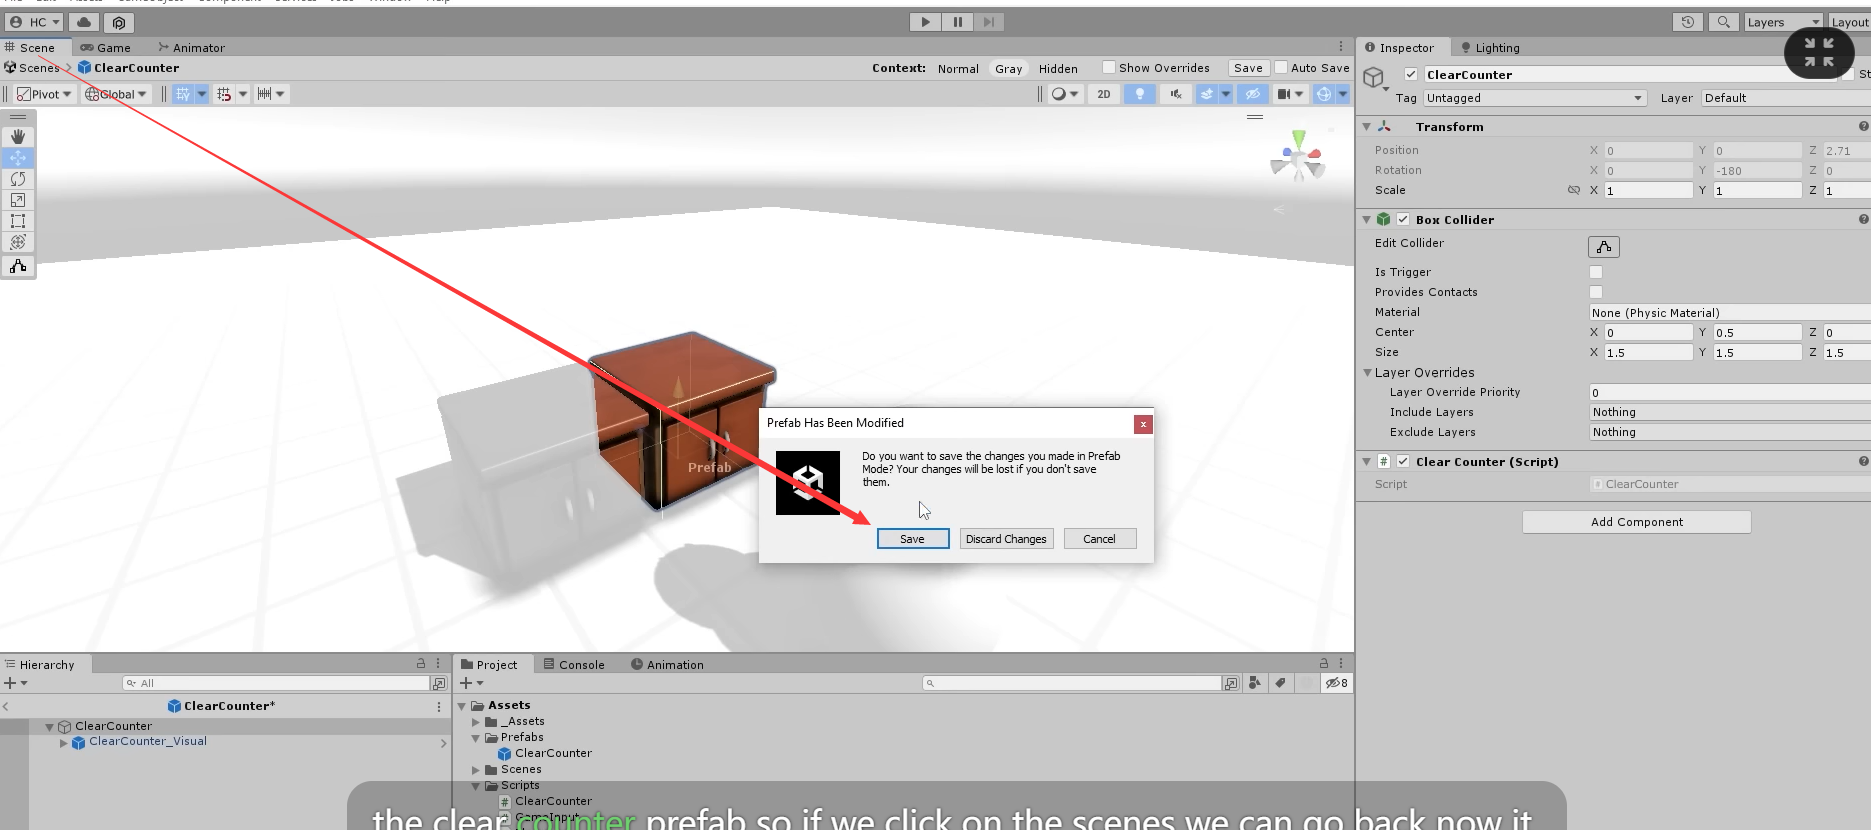 HC
Layers
Layout
Scene
Game
Animator
Inspector
Lighting
Scenes
ClearCounter
Context:
Normal
Gray
Hidden
Show Overrides
Save
Auto Save
ClearCounter
St
Pivot
Global
2D
Tag
Untagged
Layer
Default
Transform
Position
X 0
Y 0
Z 2.71
Rotation
X 0
Y -180
Z 0
Scale
X 1
Y 1
Z 1
Box Collider
Edit Collider
Is Trigger
Provides Contacts
Material
None (Physic Material)
Center
X 0
Y 0.5
Z 0
Size
X 1.5
Y 1.5
Z 1.5
Layer Overrides
Layer Override Priority
0
Include Layers
Nothing
Exclude Layers
Nothing
Clear Counter (Script)
Script
ClearCounter
Add Component
Prefab
Prefab Has Been Modified
x
Do you want to save the changes you made in Prefab
Mode? Your changes will be lost if you don't save
them.
Save
Discard Changes
Cancel
Hierarchy
All
ClearCounter*
ClearCounter
ClearCounter_Visual
Project
Console
Animation
8
Assets
_Assets
Prefabs
ClearCounter
Scenes
Scripts
ClearCounter
GameInput
the clear counter prefab so if we click on the scenes we can go back now it